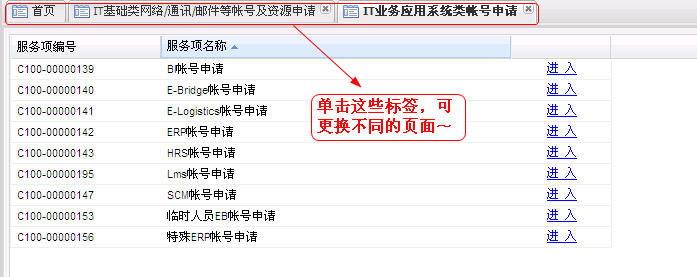 首页 IT基础类网络/通讯/邮件等帐号及资源申请 IT业务应用系统类帐号申请
服务项编号 服务项名称
C100-00000139 BI帐号申请 进 入
C100-00000140 E-Bridge帐号申请 进 入
C100-00000141 E-Logistics帐号申请 进 入
C100-00000142 ERP帐号申请 进 入
C100-00000143 HRS帐号申请 进 入
C100-00000195 Lms帐号申请 进 入
C100-00000147 SCM帐号申请 进 入
C100-00000153 临时人员EB帐号申请 进 入
C100-00000156 特殊ERP帐号申请 进 入
单击这些标签，可
更换不同的页面～